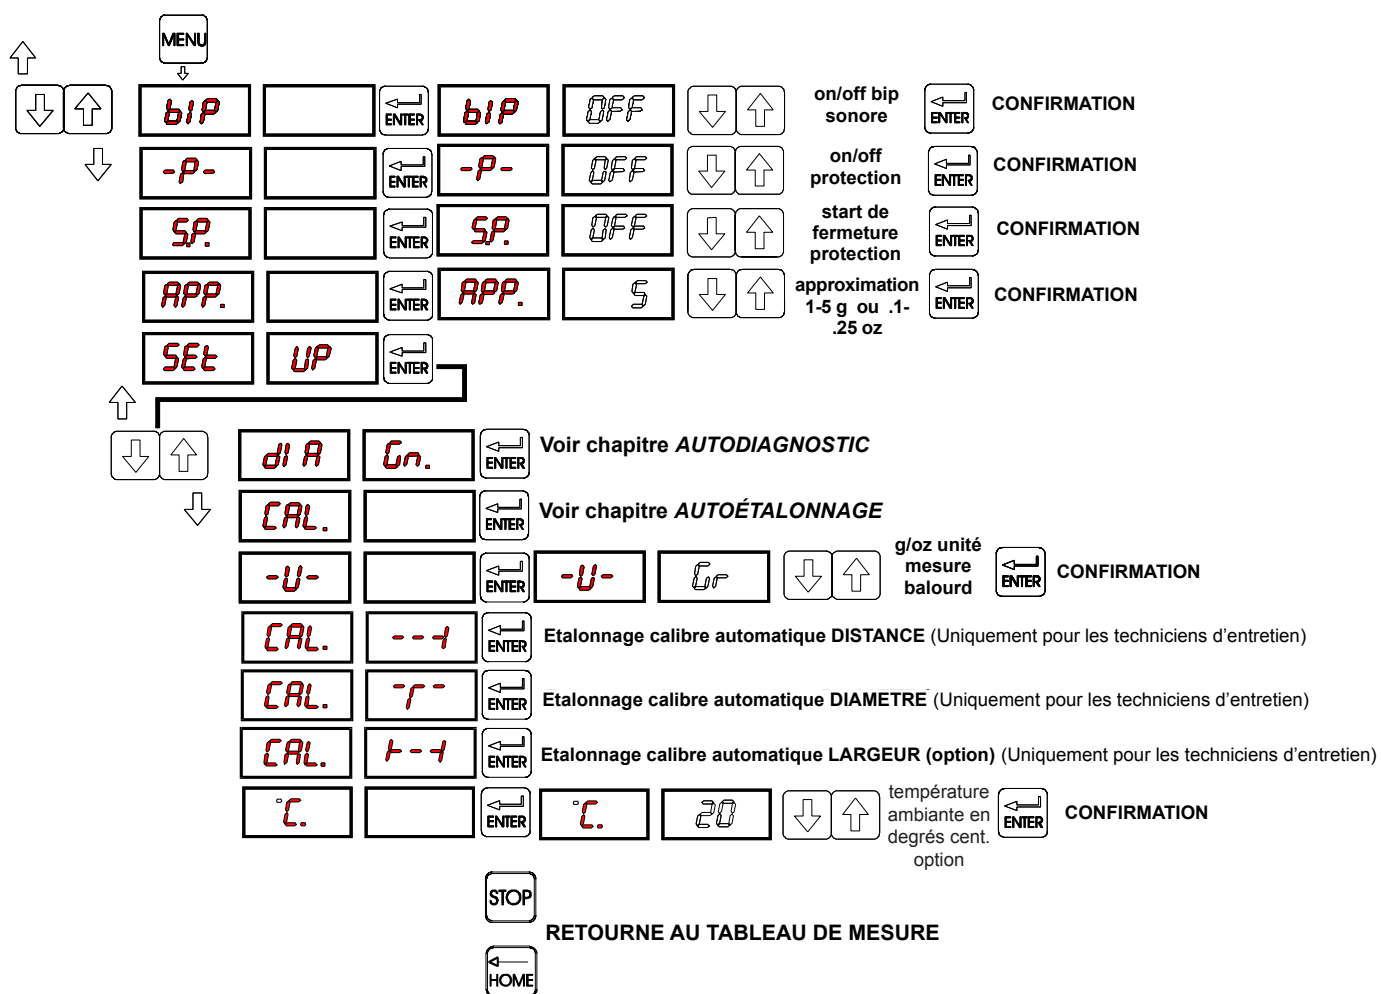 MENU
bIP ENTER bIP OFF on/off bip sonore ENTER CONFIRMATION
-P- ENTER -P- OFF on/off protection ENTER CONFIRMATION
S.P. ENTER S.P. OFF start de fermeture protection ENTER CONFIRMATION
APP. ENTER APP. 5 approximation 1-5 g ou .1- .25 oz ENTER CONFIRMATION
SEt UP ENTER
dI A Gn. ENTER Voir chapitre AUTODIAGNOSTIC
CAL. ENTER Voir chapitre AUTOÉTALONNAGE
-U- ENTER -U- Gr g/oz unité mesure balourd ENTER CONFIRMATION
CAL. ENTER Etalonnage calibre automatique DISTANCE (Uniquement pour les techniciens d'entretien)
CAL. ENTER Etalonnage calibre automatique DIAMETRE (Uniquement pour les techniciens d'entretien)
CAL. ENTER Etalonnage calibre automatique LARGEUR (option) (Uniquement pour les techniciens d'entretien)
°C. ENTER °C. 20 température ambiante en degrés cent. option ENTER CONFIRMATION
STOP
RETOURNE AU TABLEAU DE MESURE
HOME